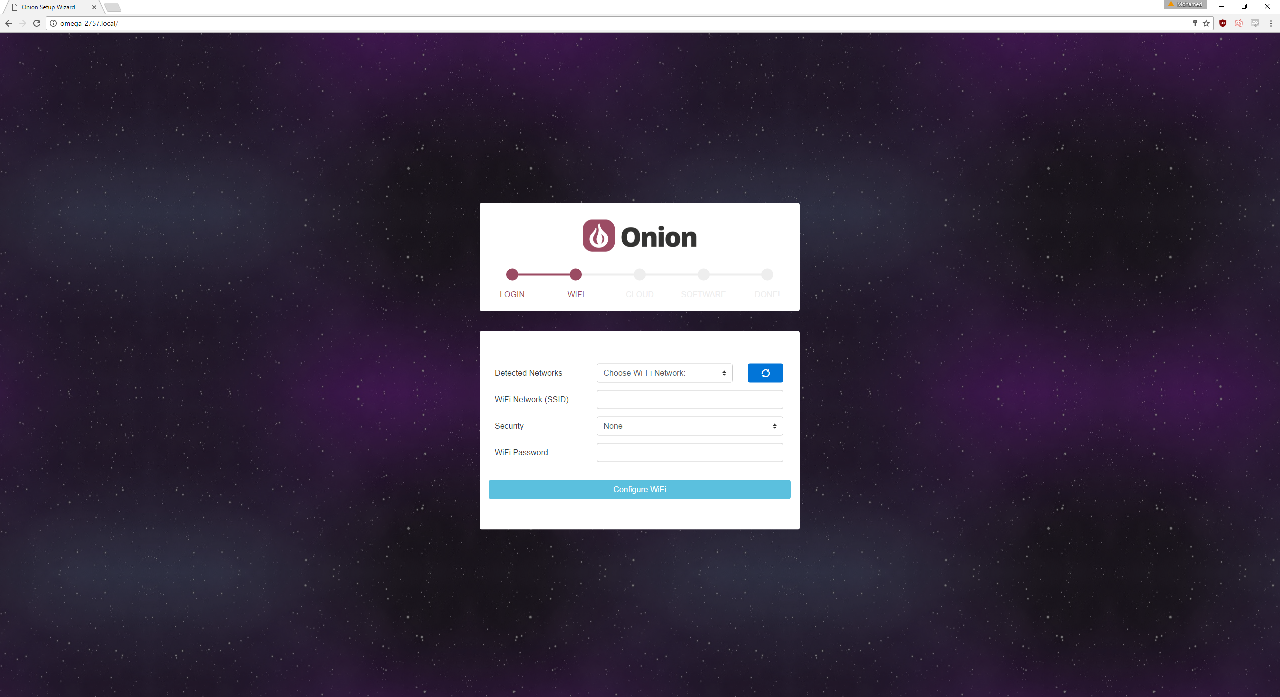 Onion Setup Wizard
Mohamed
omega-2757.local/
Onion
LOGIN WIFI CLOUD SOFTWARE DONE!
Detected Networks Choose WiFi Network:
WiFi Network (SSID)
Security None
WiFi Password
Configure WiFi